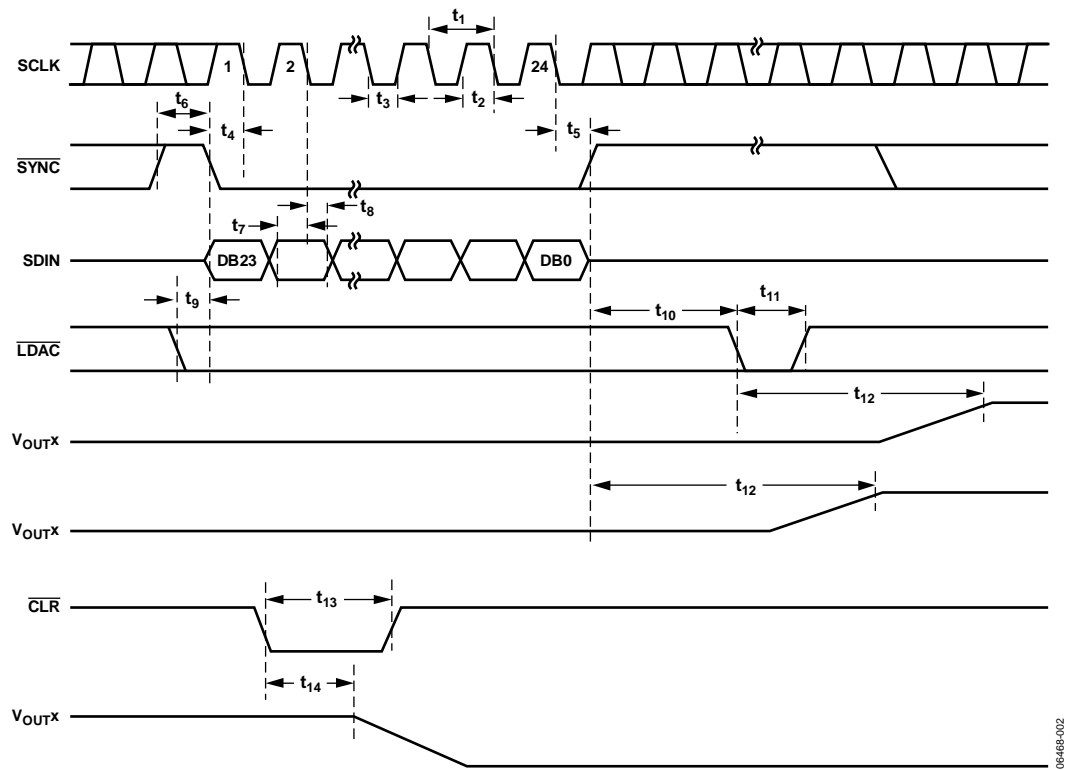 t1
SCLK
1
2
24
t3
t2
t6
t4
t5
SYNC
t8
t7
SDIN
DB23
DB0
t9
t10
t11
LDAC
t12
VOUTX
t12
VOUTX
CLR
t13
t14
VOUTX
06468-002